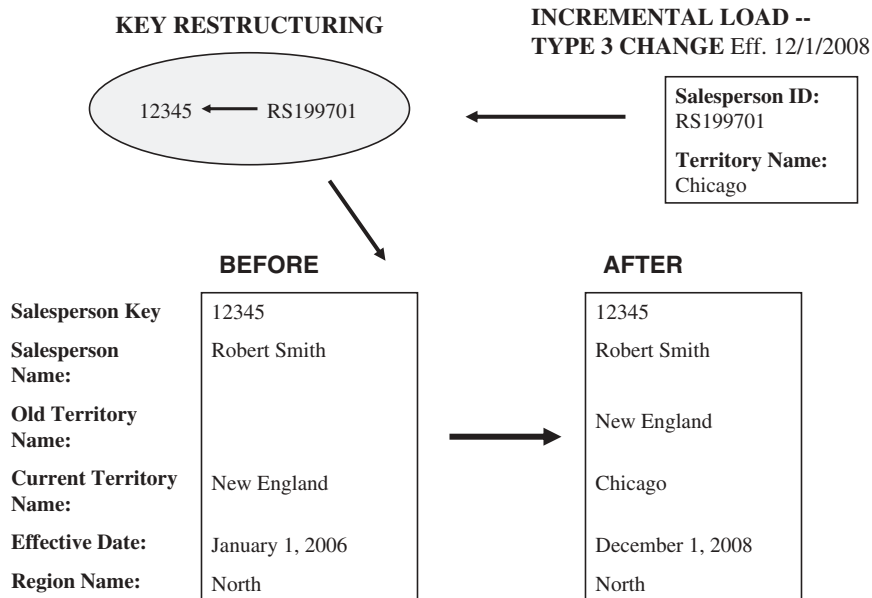 KEY RESTRUCTURING
INCREMENTAL LOAD --
TYPE 3 CHANGE Eff. 12/1/2008
12345
RS199701
Salesperson ID:
RS199701
Territory Name:
Chicago
BEFORE
AFTER
Salesperson Key
12345
12345
Salesperson
Name:
Robert Smith
Robert Smith
Old Territory
Name:
New England
Current Territory
Name:
New England
Chicago
Effective Date:
January 1, 2006
December 1, 2008
Region Name:
North
North